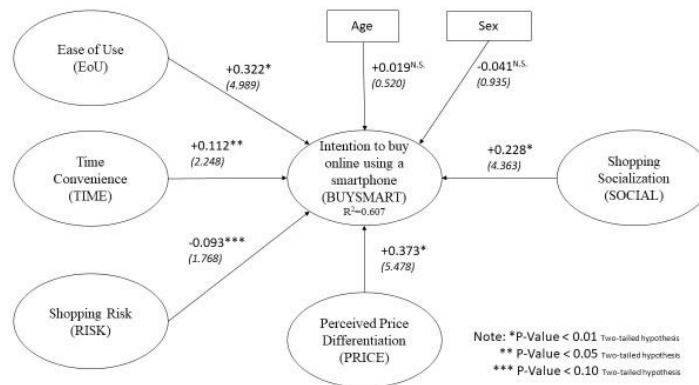 Ease of Use
(EoU)
Age
Sex
+0.322*
(4.989)
+0.019N.S.
(0.520)
-0.041N.S.
(0.935)
Time
Convenience
(TIME)
+0.112**
(2.248)
Intention to buy
online using a
smartphone
(BUYSMART)
R²=0.607
+0.228*
(4.363)
Shopping
Socialization
(SOCIAL)
-0.093***
(1.768)
+0.373*
(5.478)
Shopping Risk
(RISK)
Perceived Price
Differentiation
(PRICE)
Note: *P-Value < 0.01 Two-tailed hypothesis
** P-Value < 0.05 Two-tailed hypothesis
*** P-Value < 0.10 Two-tailed hypothesis